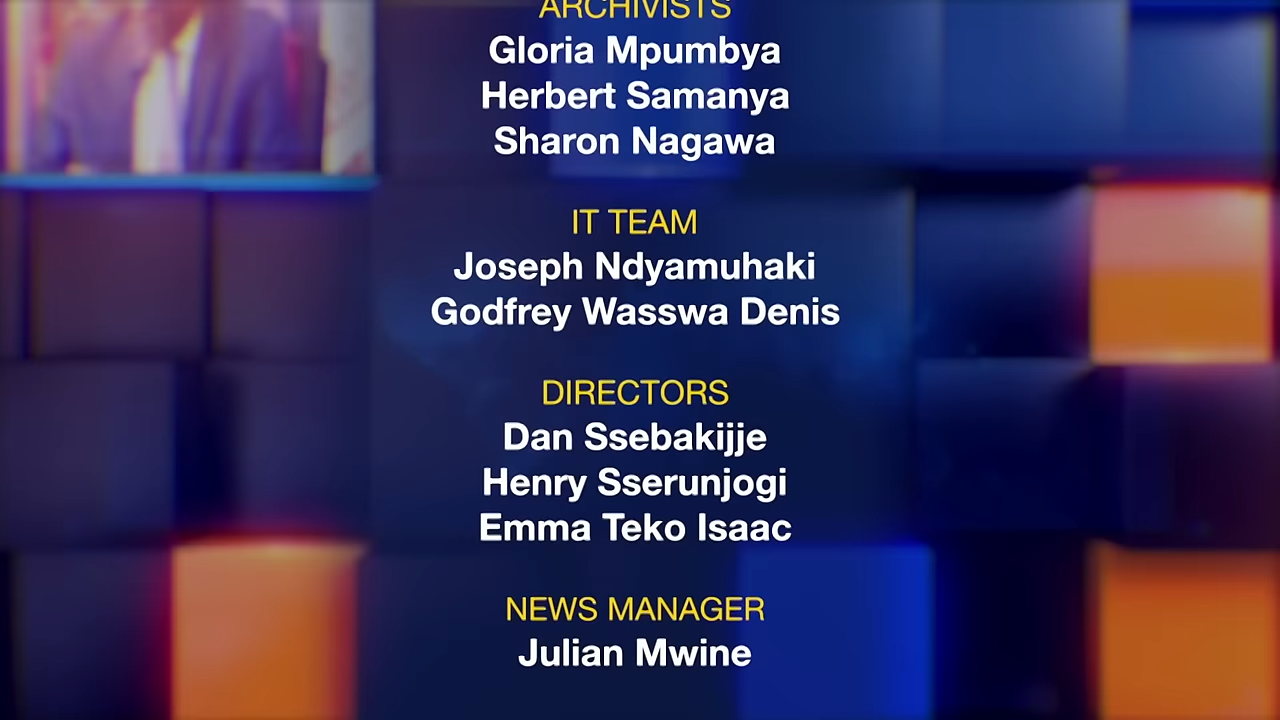 ARCHIVISTS
Gloria Mpumbya
Herbert Samanya
Sharon Nagawa
IT TEAM
Joseph Ndyamuhaki
Godfrey Wasswa Denis
DIRECTORS
Dan Ssebakijje
Henry Sserunjogi
Emma Teko Isaac
NEWS MANAGER
Julian Mwine